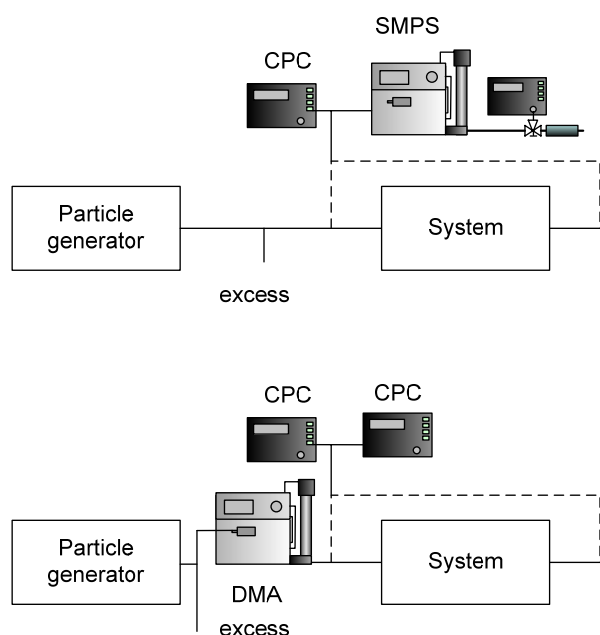 SMPS
CPC
Particle
generator
System
excess
CPC
CPC
Particle
generator
System
DMA
excess